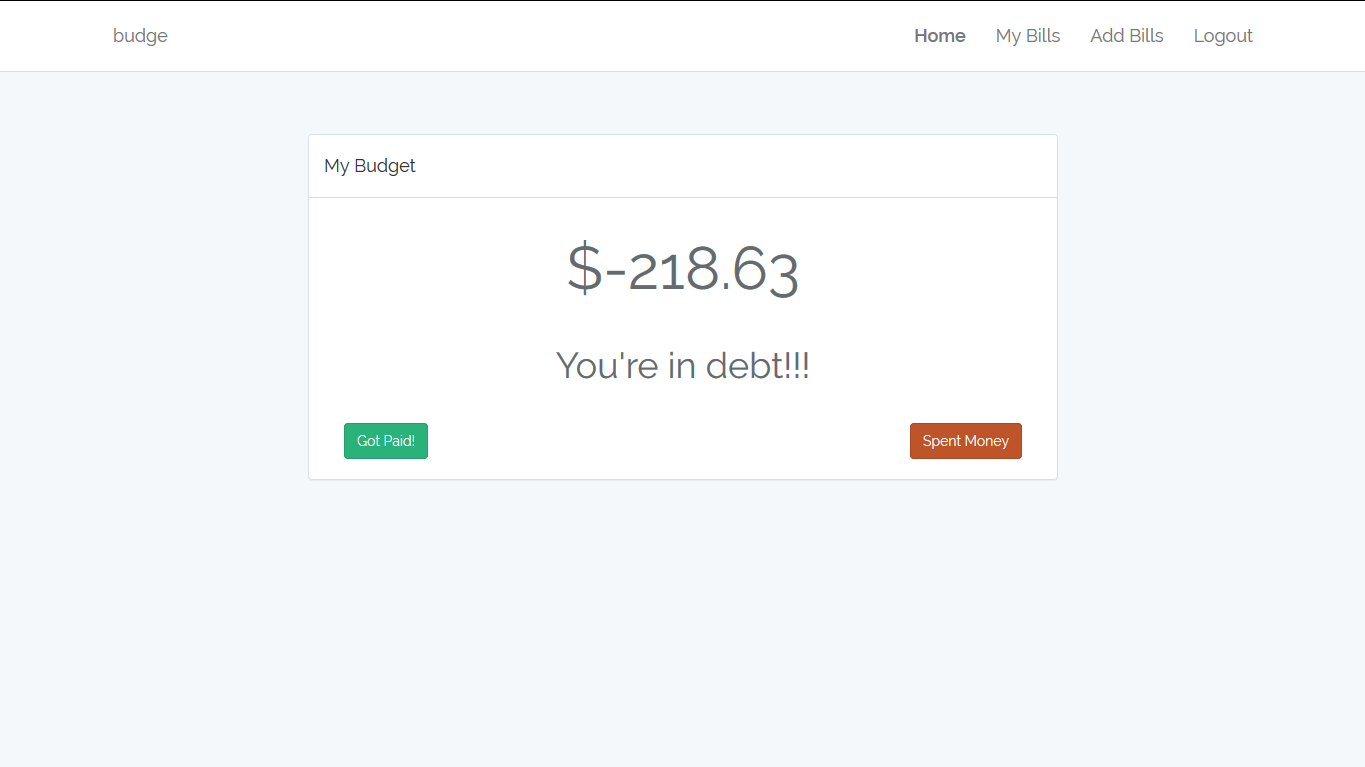 budge Home My Bills Add Bills Logout
My Budget
$-218.63
You're in debt!!!
Got Paid! Spent Money